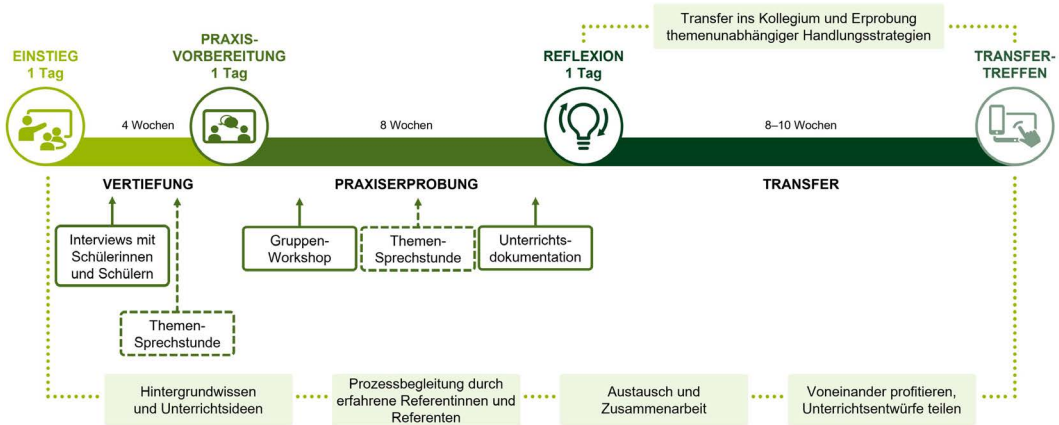 Transfer ins Kollegium und Erprobung
themenunabhängiger Handlungsstrategien
EINSTIEG
1 Tag
PRAXIS-
VORBEREITUNG
1 Tag
REFLEXION
1 Tag
TRANSFER-
TREFFEN
4 Wochen
8 Wochen
8–10 Wochen
VERTIEFUNG
PRAXISERPROBUNG
TRANSFER
Interviews mit
Schülerinnen
und Schülern
Themen-
Sprechstunde
Gruppen-
Workshop
Themen-
Sprechstunde
Unterrichts-
dokumentation
Hintergrundwissen
und Unterrichtsideen
Prozessbegleitung durch
erfahrene Referentinnen und
Referenten
Austausch und
Zusammenarbeit
Voneinander profitieren,
Unterrichtsentwürfe teilen